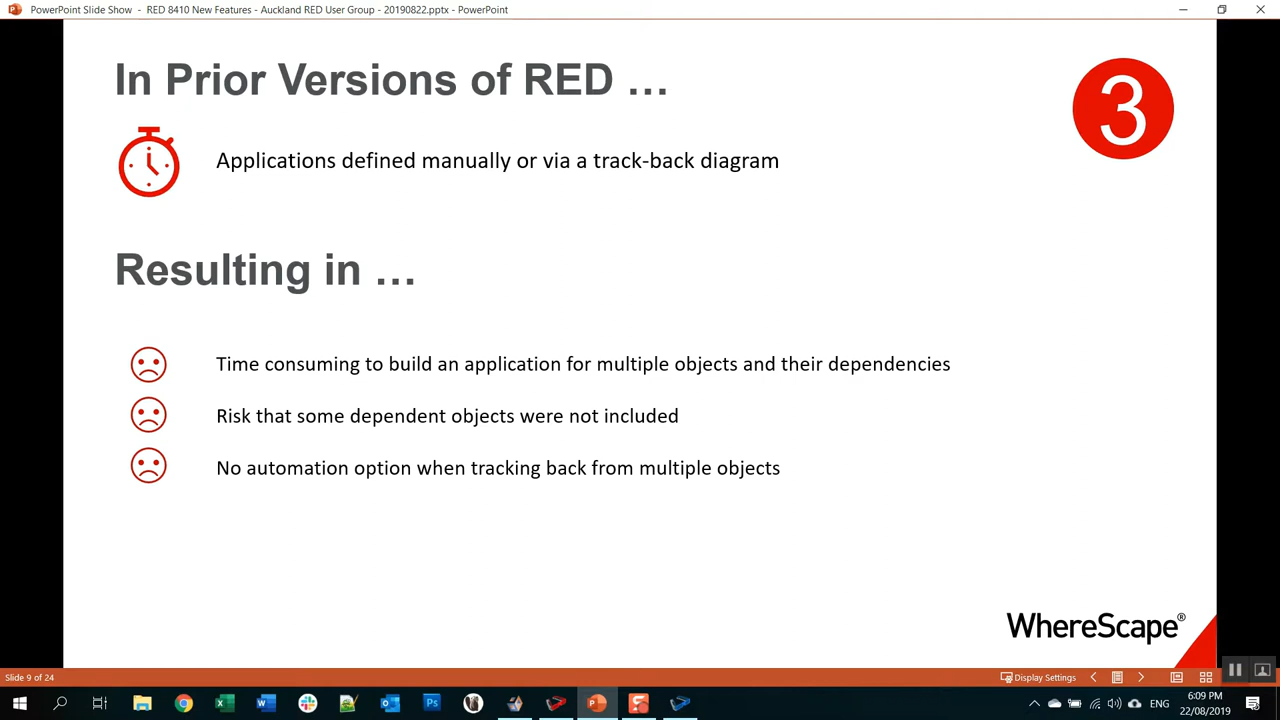 PowerPoint Slide Show - RED 8410 New Features - Auckland RED User Group - 20190822.pptx - PowerPoint
In Prior Versions of RED …
3
Applications defined manually or via a track-back diagram
Resulting in …
Time consuming to build an application for multiple objects and their dependencies
Risk that some dependent objects were not included
No automation option when tracking back from multiple objects
WhereScape®
Slide 9 of 24
Display Settings
6:09 PM
ENG
22/08/2019